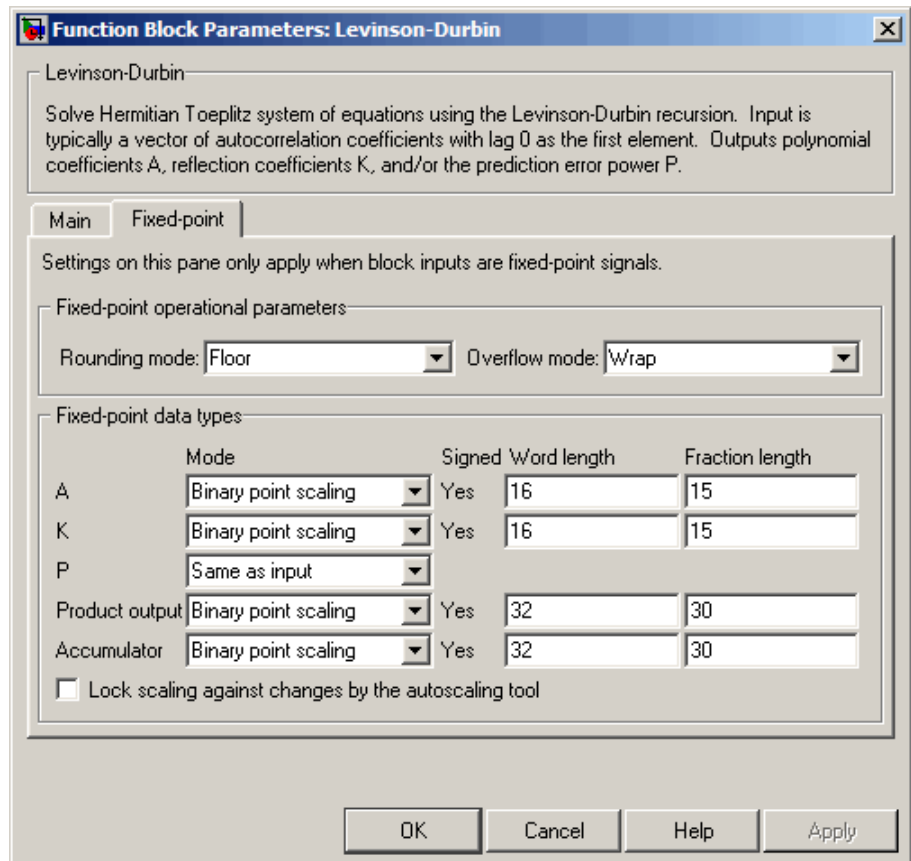 Function Block Parameters: Levinson-Durbin
Levinson-Durbin
Solve Hermitian Toeplitz system of equations using the Levinson-Durbin recursion. Input is
typically a vector of autocorrelation coefficients with lag 0 as the first element. Outputs polynomial
coefficients A, reflection coefficients K, and/or the prediction error power P.
Main Fixed-point
Settings on this pane only apply when block inputs are fixed-point signals.
Fixed-point operational parameters
Rounding mode: Floor Overflow mode: Wrap
Fixed-point data types
Mode Signed Word length Fraction length
A Binary point scaling Yes 16 15
K Binary point scaling Yes 16 15
P Same as input
Product output Binary point scaling Yes 32 30
Accumulator Binary point scaling Yes 32 30
Lock scaling against changes by the autoscaling tool
OK Cancel Help Apply